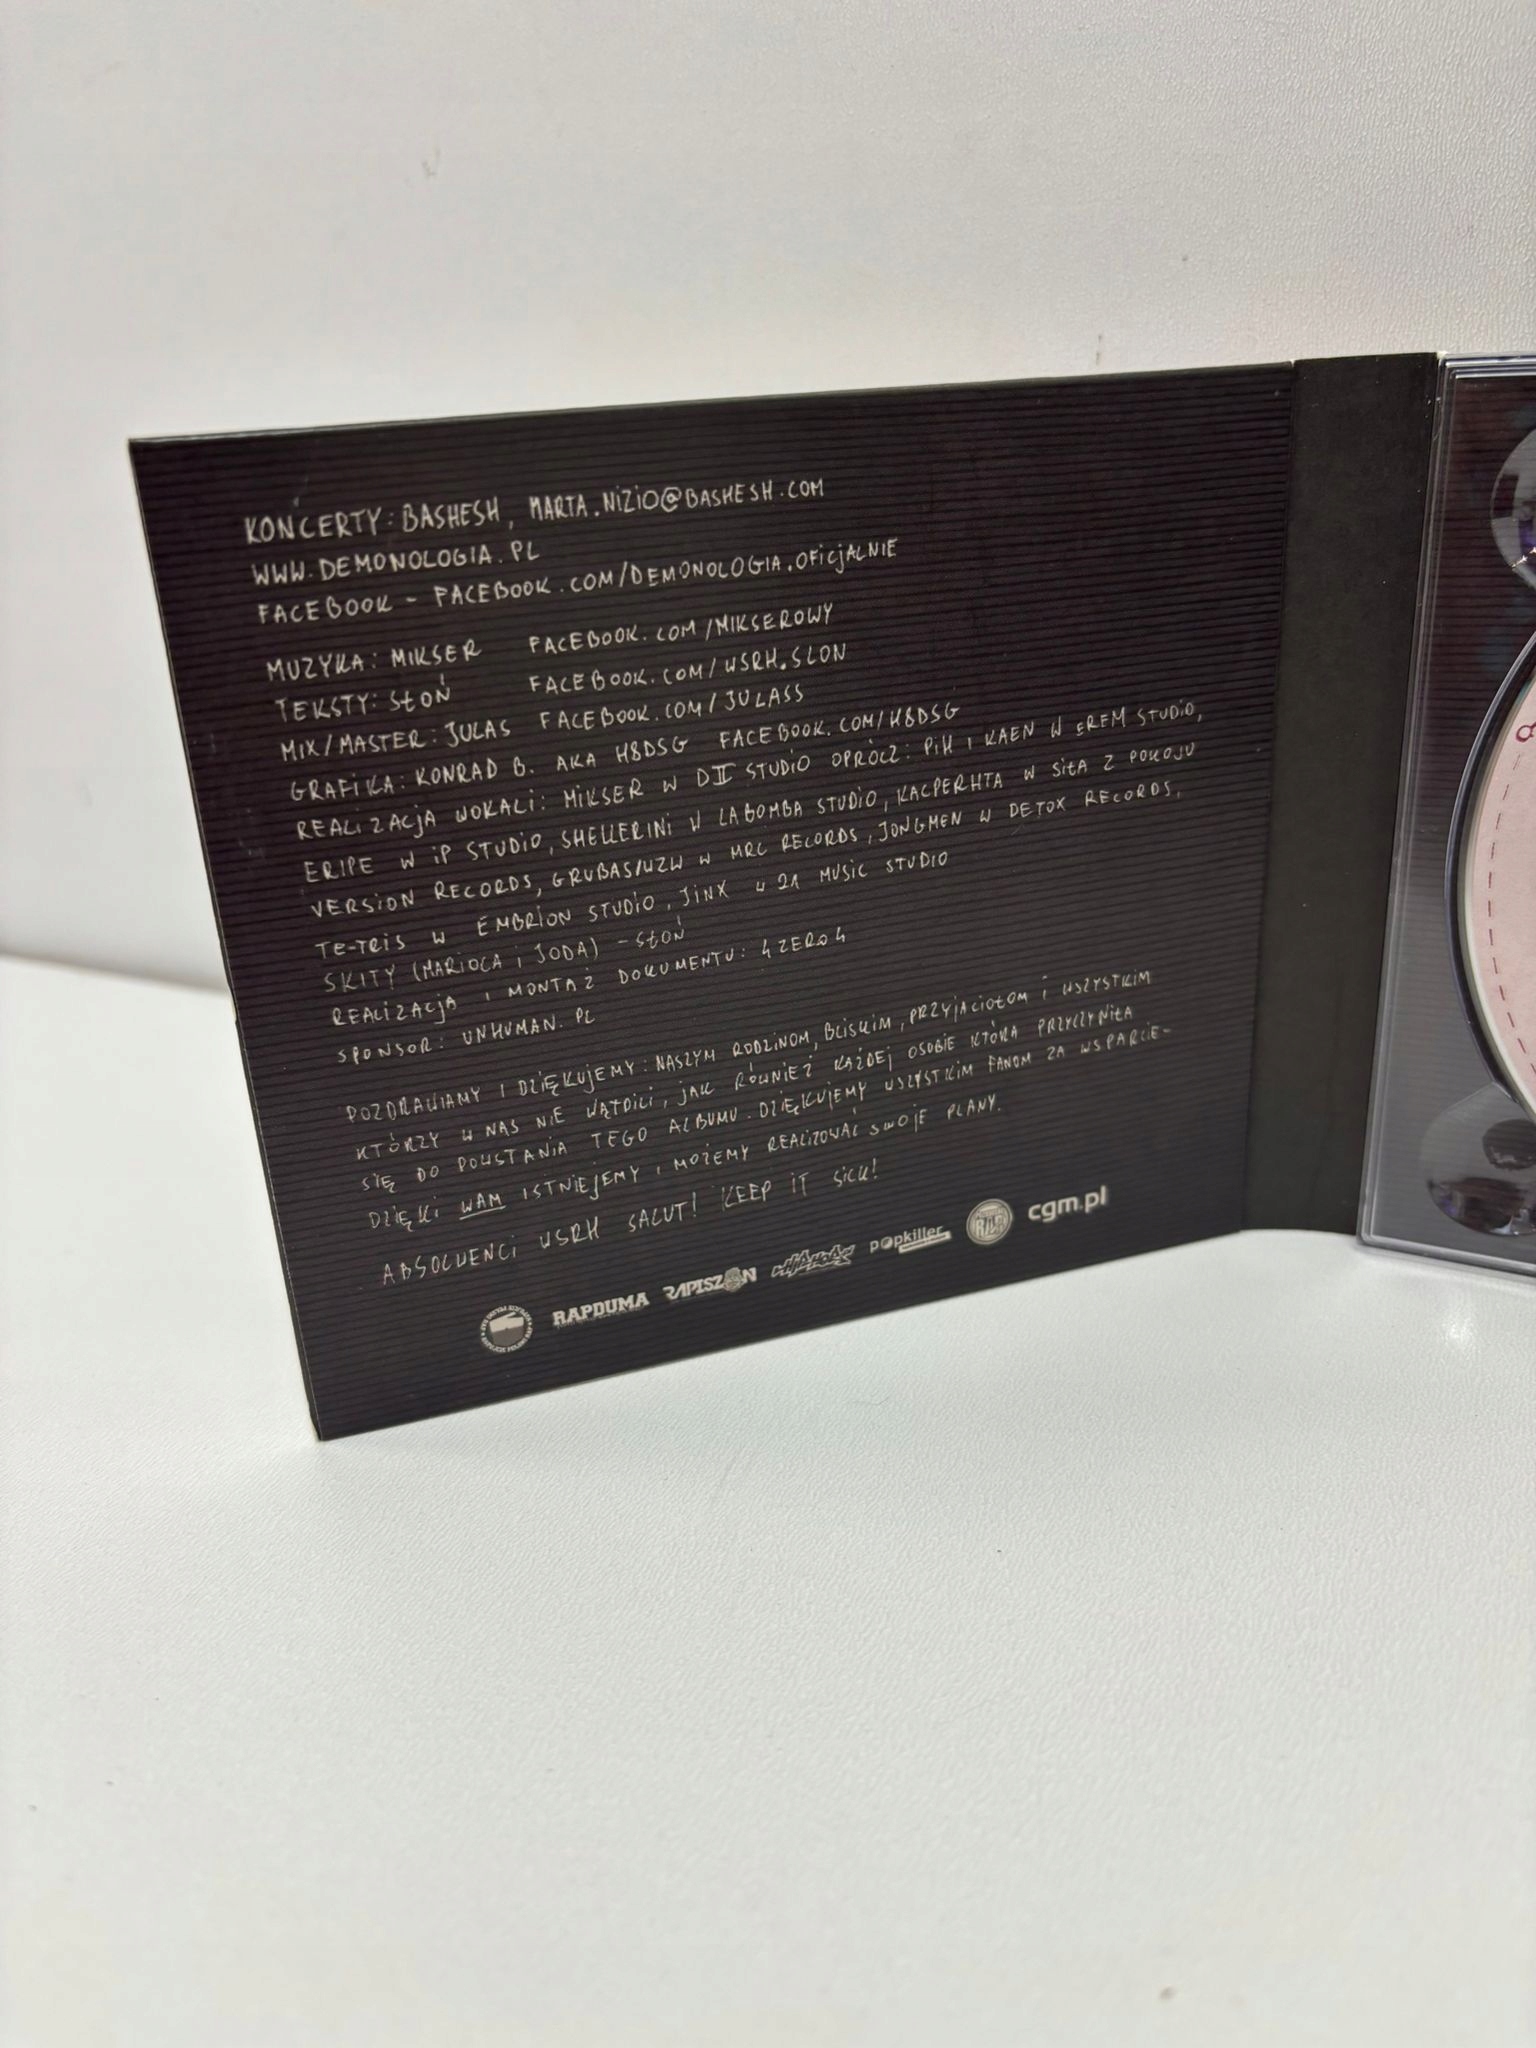 KONCERTY: BASHESH, MARTA.NIZIO@BASHESH.COM
WWW.DEMONOLOGIA.PL
FACEBOOK - FACEBOOK.COM/DEMONOLOGIA.OFICJALNIE
MUZYKA: MIKSER FACEBOOK.COM/MIKSEROWY
TEKSTY: SŁOŃ FACEBOOK.COM/WSRH.SLON
MIX/MASTER: JULAS FACEBOOK.COM/JULASS
GRAFIKA: KONRAD B. AKA H8DSG FACEBOOK.COM/H8DSG
REALIZACJA WOKALI: MIKSER W DII STUDIO OPRÓCZ: PIH I KAEN W EREM STUDIO,
ERIPE W IP STUDIO, SHELLERINI W LABOMBA STUDIO, KACPERHTA W SIŁA Z POKOJU
VERSION RECORDS, GRUBAS/WZW W MRC RECORDS, JONGMEN W DETOX RECORDS,
TE-TRIS W EMBRION STUDIO, JINX W 21 MUSIC STUDIO
SKITY (MARIOLA I JODA) - SŁOŃ
REALIZACJA I MONTAŻ DOKUMENTU: 4ZERO4
SPONSOR: UNHUMAN.PL
POZDRAWIAMY I DZIĘKUJEMY: NASZYM RODZINOM, BLISKIM, PRZYJACIOŁOM I WSZYSTKIM
KTÓRZY W NAS NIE WĄTPILI, JAK RÓWNIEŻ KAŻDEJ OSOBIE KTÓRA PRZYCZYNIŁA
SIĘ DO POWSTANIA TEGO ALBUMU. DZIĘKUJEMY WSZYSTKIM FANOM ZA WSPARCIE-
DZIĘKI WAM ISTNIEJEMY I MOŻEMY REALIZOWAĆ SWOJE PLANY.
ABSOLWENCI WSRH SALUT! KEEP IT SICK!
RAPDUMA RAPISZON popkiller cgm.pl